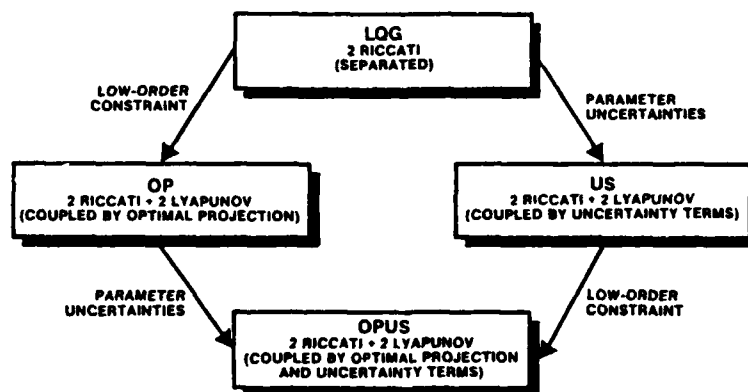 LQG
2 RICCATI
(SEPARATED)
LOW-ORDER
CONSTRAINT
PARAMETER
UNCERTAINTIES
OP
2 RICCATI + 2 LYAPUNOV
(COUPLED BY OPTIMAL PROJECTION)
US
2 RICCATI + 2 LYAPUNOV
(COUPLED BY UNCERTAINTY TERMS)
PARAMETER
UNCERTAINTIES
LOW-ORDER
CONSTRAINT
OPUS
2 RICCATI + 2 LYAPUNOV
(COUPLED BY OPTIMAL PROJECTION
AND UNCERTAINTY TERMS)